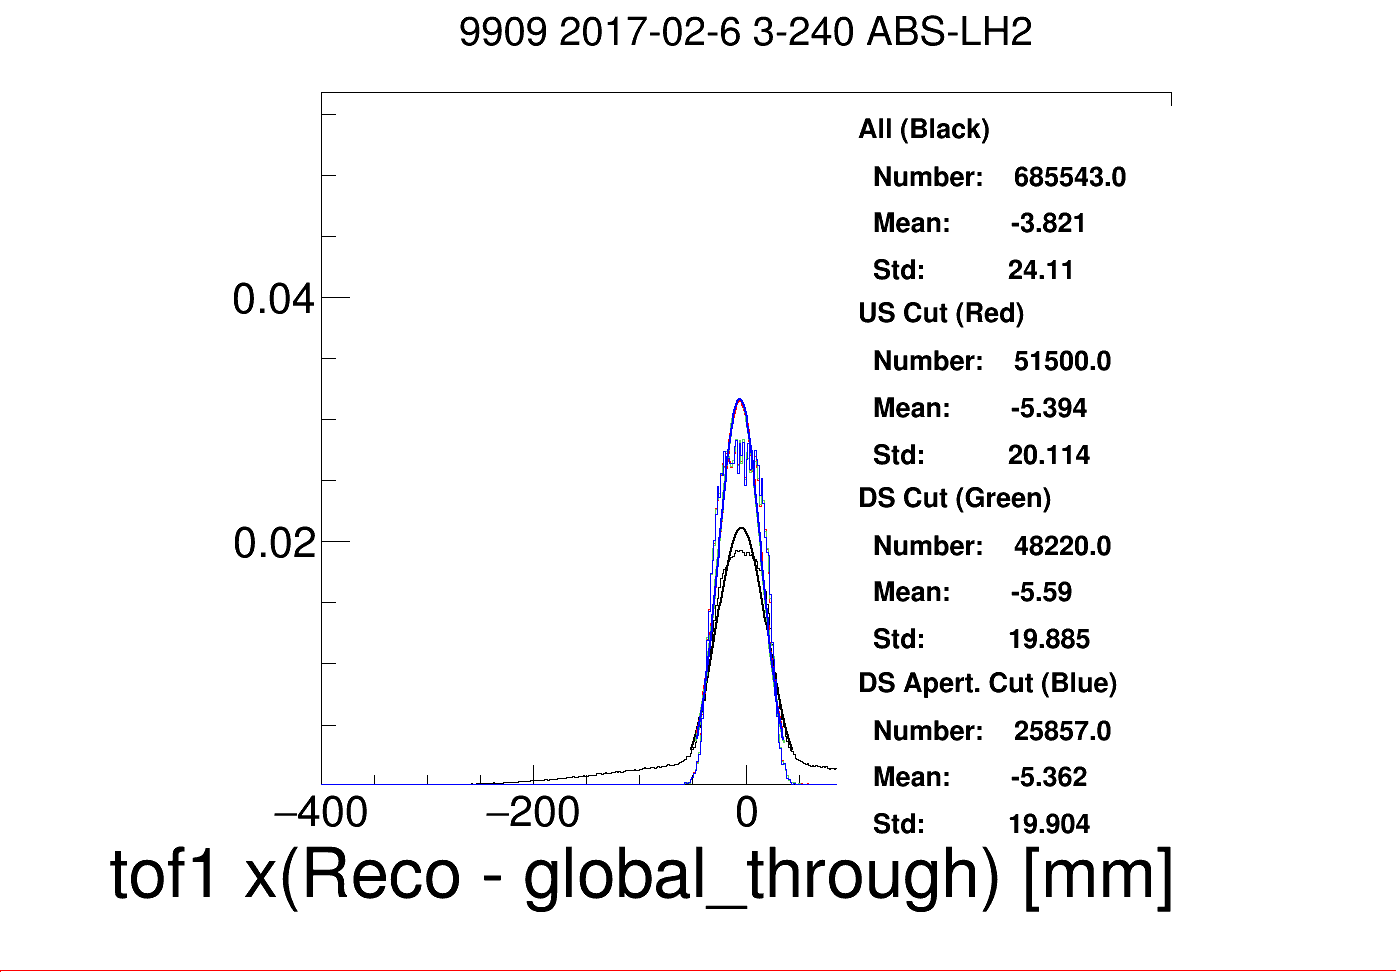 9909 2017-02-6 3-240 ABS-LH2
All (Black)
Number: 685543.0
Mean: -3.821
Std: 24.11
US Cut (Red)
Number: 51500.0
Mean: -5.394
Std: 20.114
DS Cut (Green)
Number: 48220.0
Mean: -5.59
Std: 19.885
DS Apert. Cut (Blue)
Number: 25857.0
Mean: -5.362
Std: 19.904
0.04
0.02
−400 −200 0
tof1 x(Reco - global_through) [mm]